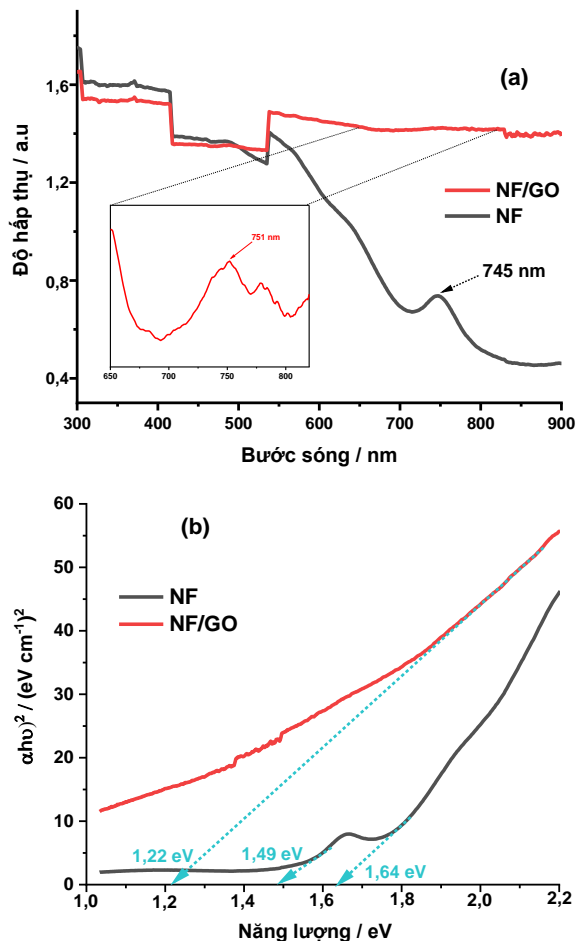 (a)
Độ hấp thụ / a.u
1,6
1,2
0,8
0,4
NF/GO
NF
751 nm
745 nm
650 700 750 800
300 400 500 600 700 800 900
Bước sóng / nm
(b)
αhυ)² / (eV cm⁻¹)²
60
50
40
30
20
10
0
NF
NF/GO
1,22 eV
1,49 eV
1,64 eV
1,0 1,2 1,4 1,6 1,8 2,0 2,2
Năng lượng / eV